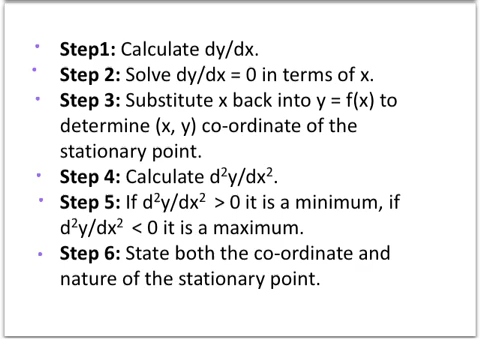 • Step1: Calculate dy/dx.
• Step 2: Solve dy/dx = 0 in terms of x.
• Step 3: Substitute x back into y = f(x) to
determine (x, y) co-ordinate of the
stationary point.
• Step 4: Calculate d²y/dx².
• Step 5: If d²y/dx² > 0 it is a minimum, if
d²y/dx² < 0 it is a maximum.
• Step 6: State both the co-ordinate and
nature of the stationary point.